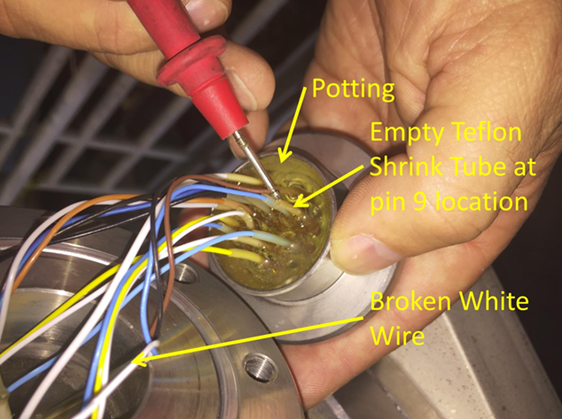 Potting
Empty Teflon
Shrink Tube at
pin 9 location
Broken White
Wire